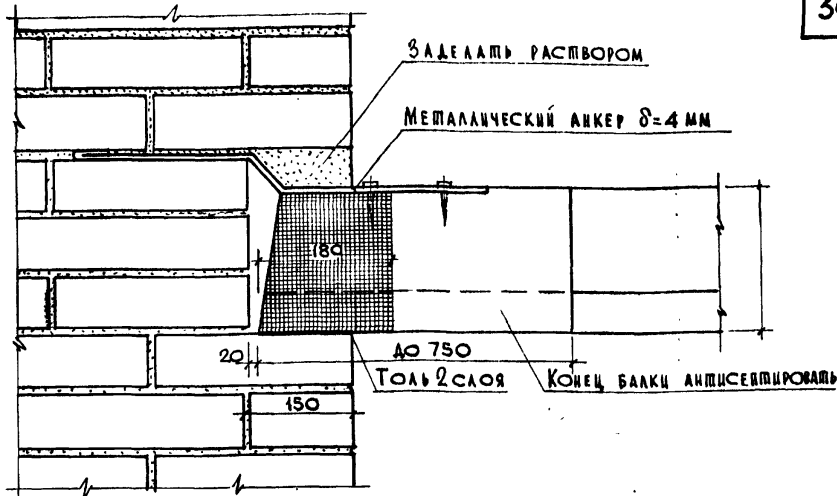 ЗАДЕЛАТЬ РАСТВОРОМ
МЕТАЛЛИЧЕСКИЙ АНКЕР δ=4 ММ
180
20
ДО 750
ТОЛЬ 2 СЛОЯ
КОНЕЦ БАЛКИ АНТИСЕПТИРОВАТЬ
150